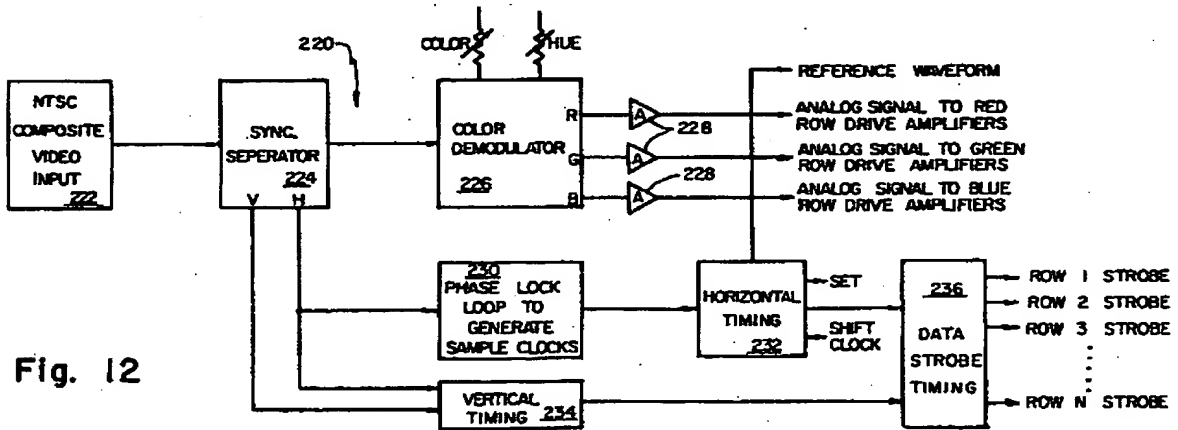 220
COLOR
HUE
REFERENCE WAVEFORM
NTSC
COMPOSITE
VIDEO
INPUT
222
SYNC.
SEPERATOR
224
V
H
COLOR
DEMODULATOR
226
R
G
B
A
A
A
228
228
ANALOG SIGNAL TO RED
ROW DRIVE AMPLIFIERS
ANALOG SIGNAL TO GREEN
ROW DRIVE AMPLIFIERS
ANALOG SIGNAL TO BLUE
ROW DRIVE AMPLIFIERS
230
PHASE LOCK
LOOP TO
GENERATE
SAMPLE CLOCKS
HORIZONTAL
TIMING
232
SET
SHIFT
CLOCK
236
DATA
STROBE
TIMING
ROW 1 STROBE
ROW 2 STROBE
ROW 3 STROBE
ROW N STROBE
VERTICAL
TIMING 234
Fig. 12